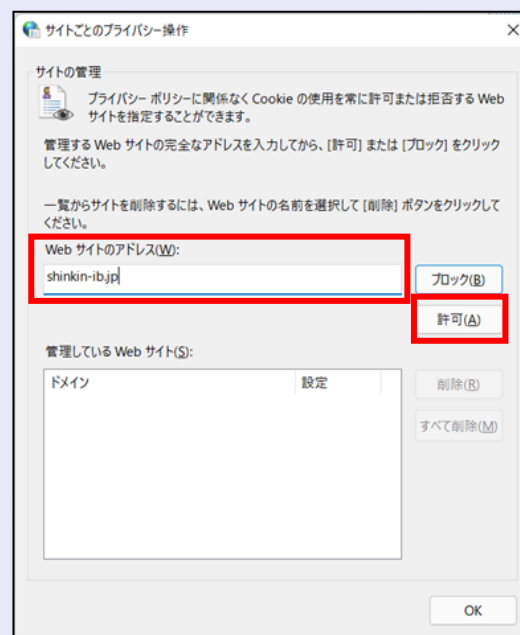 サイトごとのプライバシー操作
サイトの管理
プライバシー ポリシーに関係なく Cookie の使用を常に許可または拒否する Web
サイトを指定することができます。
管理する Web サイトの完全なアドレスを入力してから、[許可] または [ブロック] をクリック
してください。
一覧からサイトを削除するには、Web サイトの名前を選択して [削除] ボタンをクリックして
ください。
Web サイトのアドレス(W):
shinkin-ib.jp
ブロック(B)
許可(A)
管理している Web サイト(S):
ドメイン 設定
削除(R)
すべて削除(M)
OK